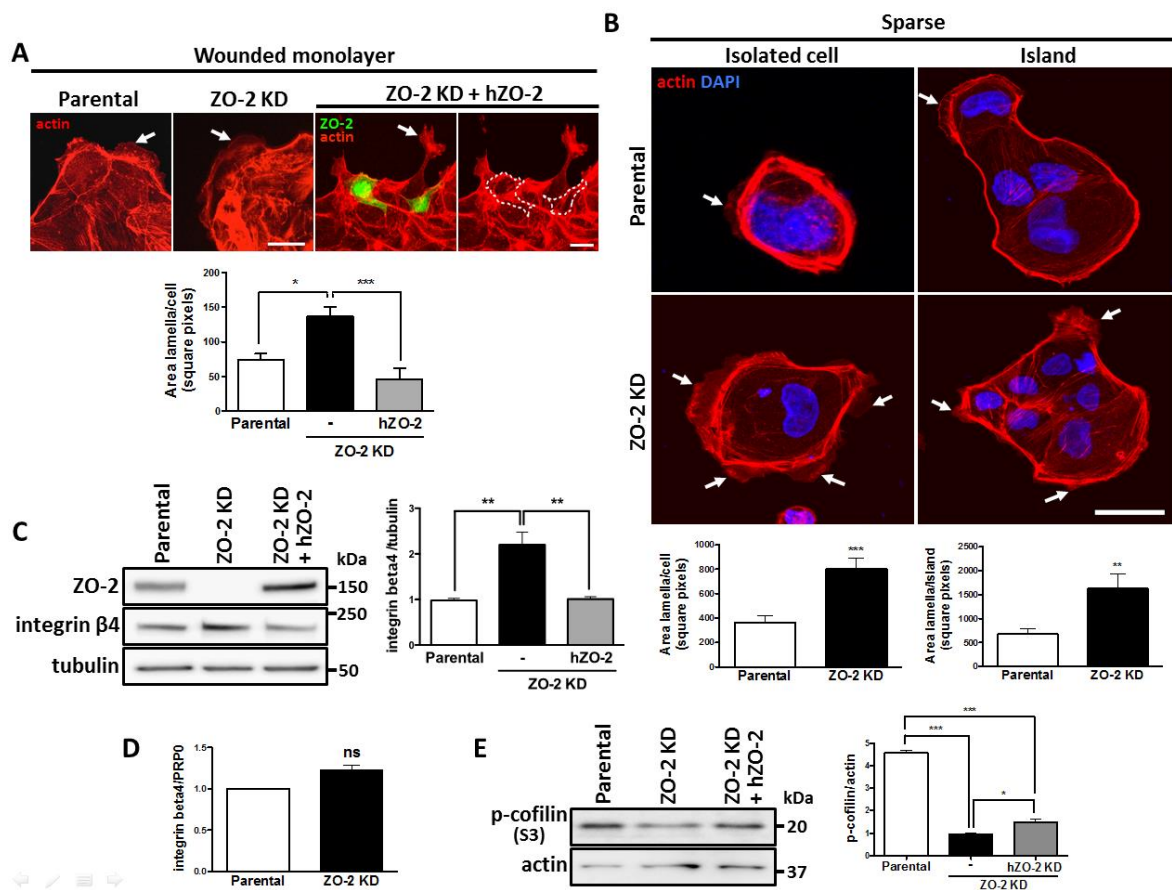 A
Wounded monolayer
Parental
ZO-2 KD
ZO-2 KD + hZO-2
actin
ZO-2
actin
Area lamella/cell
(square pixels)
200
150
100
50
0
*
***
Parental
-
hZO-2
ZO-2 KD
B
Sparse
Isolated cell
Island
actin DAPI
Parental
ZO-2 KD
Area lamella/cell
(square pixels)
1000
800
600
400
200
0
***
Parental
ZO-2 KD
Area lamella/Island
(square pixels)
2500
2000
1500
1000
500
0
**
Parental
ZO-2 KD
C
Parental
ZO-2 KD
ZO-2 KD
+ hZO-2
kDa
ZO-2
150
250
integrin β4
tubulin
50
integrin beta4 /tubulin
3
2
1
0
**
**
Parental
-
hZO-2
ZO-2 KD
D
integrin beta4/PRP0
1.5
1.0
0.5
0.0
ns
Parental
ZO-2 KD
E
Parental
ZO-2 KD
ZO-2 KD
+ hZO-2
kDa
p-cofilin
(S3)
20
actin
37
p-cofilin/actin
5
4
3
2
1
0
***
***
*
Parental
-
hZO-2 KD
ZO-2 KD